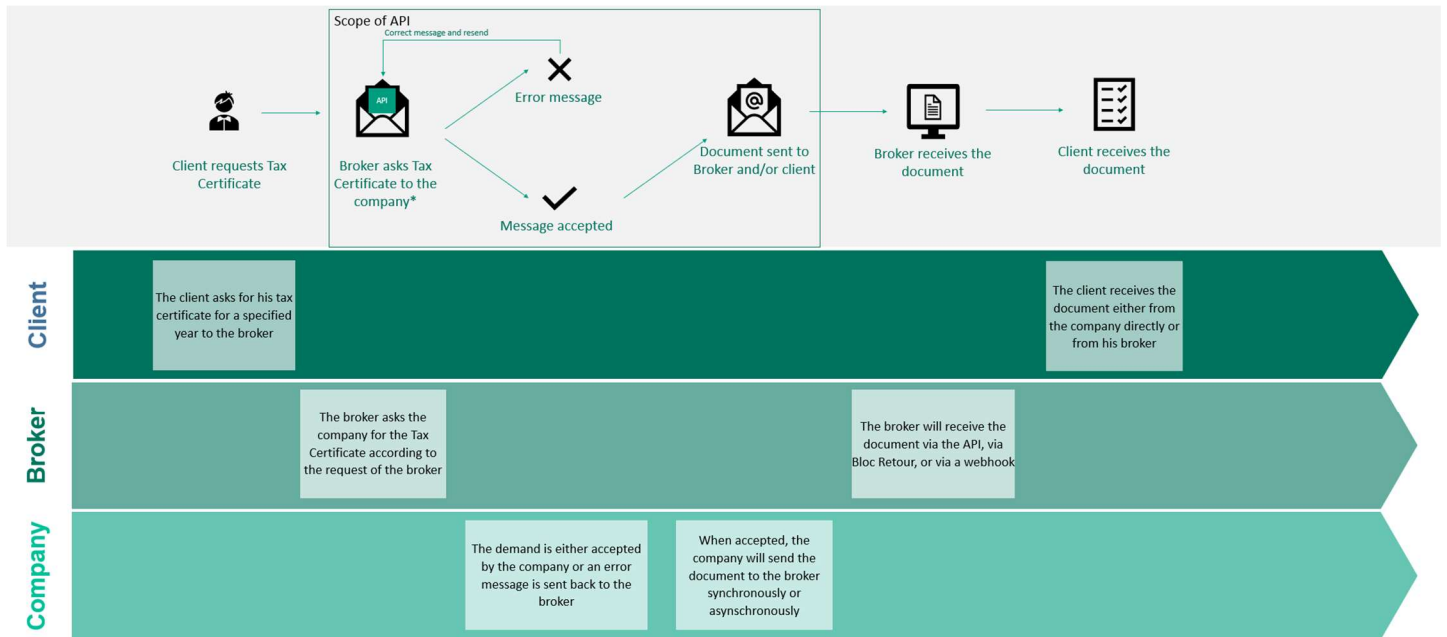 Scope of API
Correct message and resend
API
Error message
@
Client requests Tax
Certificate
Broker asks Tax
Certificate to the
company*
Message accepted
Document sent to
Broker and/or client
Broker receives the
document
Client receives the
document
Client
The client asks for his tax
certificate for a specified
year to the broker
The client receives the
document either from
the company directly or
from his broker
Broker
The broker asks the
company for the Tax
Certificate according to
the request of the broker
The broker will receive the
document via the API, via
Bloc Retour, or via a webhook
Company
The demand is either accepted
by the company or an error
message is sent back to the
broker
When accepted, the
company will send the
document to the broker
synchronously or
asynschronously